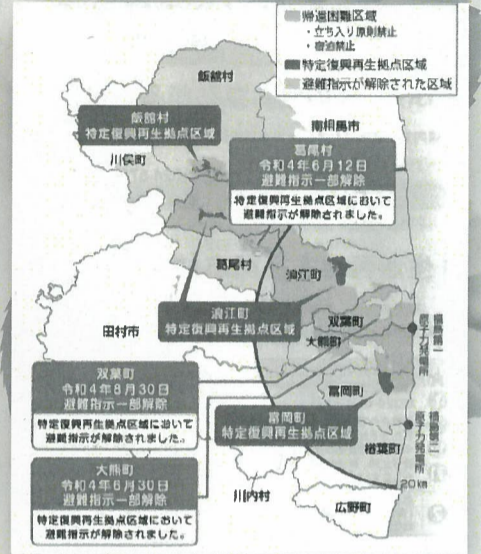 帰還困難区域
・立ち入り原則禁止
・宿泊禁止
特定復興再生拠点区域
避難指示が解除された区域
飯舘村
南相馬市
飯舘村
特定復興再生拠点区域
川俣町
葛尾村
令和4年6月12日
避難指示一部解除
特定復興再生拠点区域において
避難指示が解除されました。
葛尾村
浪江町
浪江町
特定復興再生拠点区域
双葉町
大熊町
福島第一
原子力発電所
田村市
双葉町
令和4年8月30日
避難指示一部解除
特定復興再生拠点区域において
避難指示が解除されました。
富岡町
富岡町
特定復興再生拠点区域
福島第二
原子力発電所
楢葉町
大熊町
令和4年6月30日
避難指示一部解除
特定復興再生拠点区域において
避難指示が解除されました。
川内村
20km
広野町